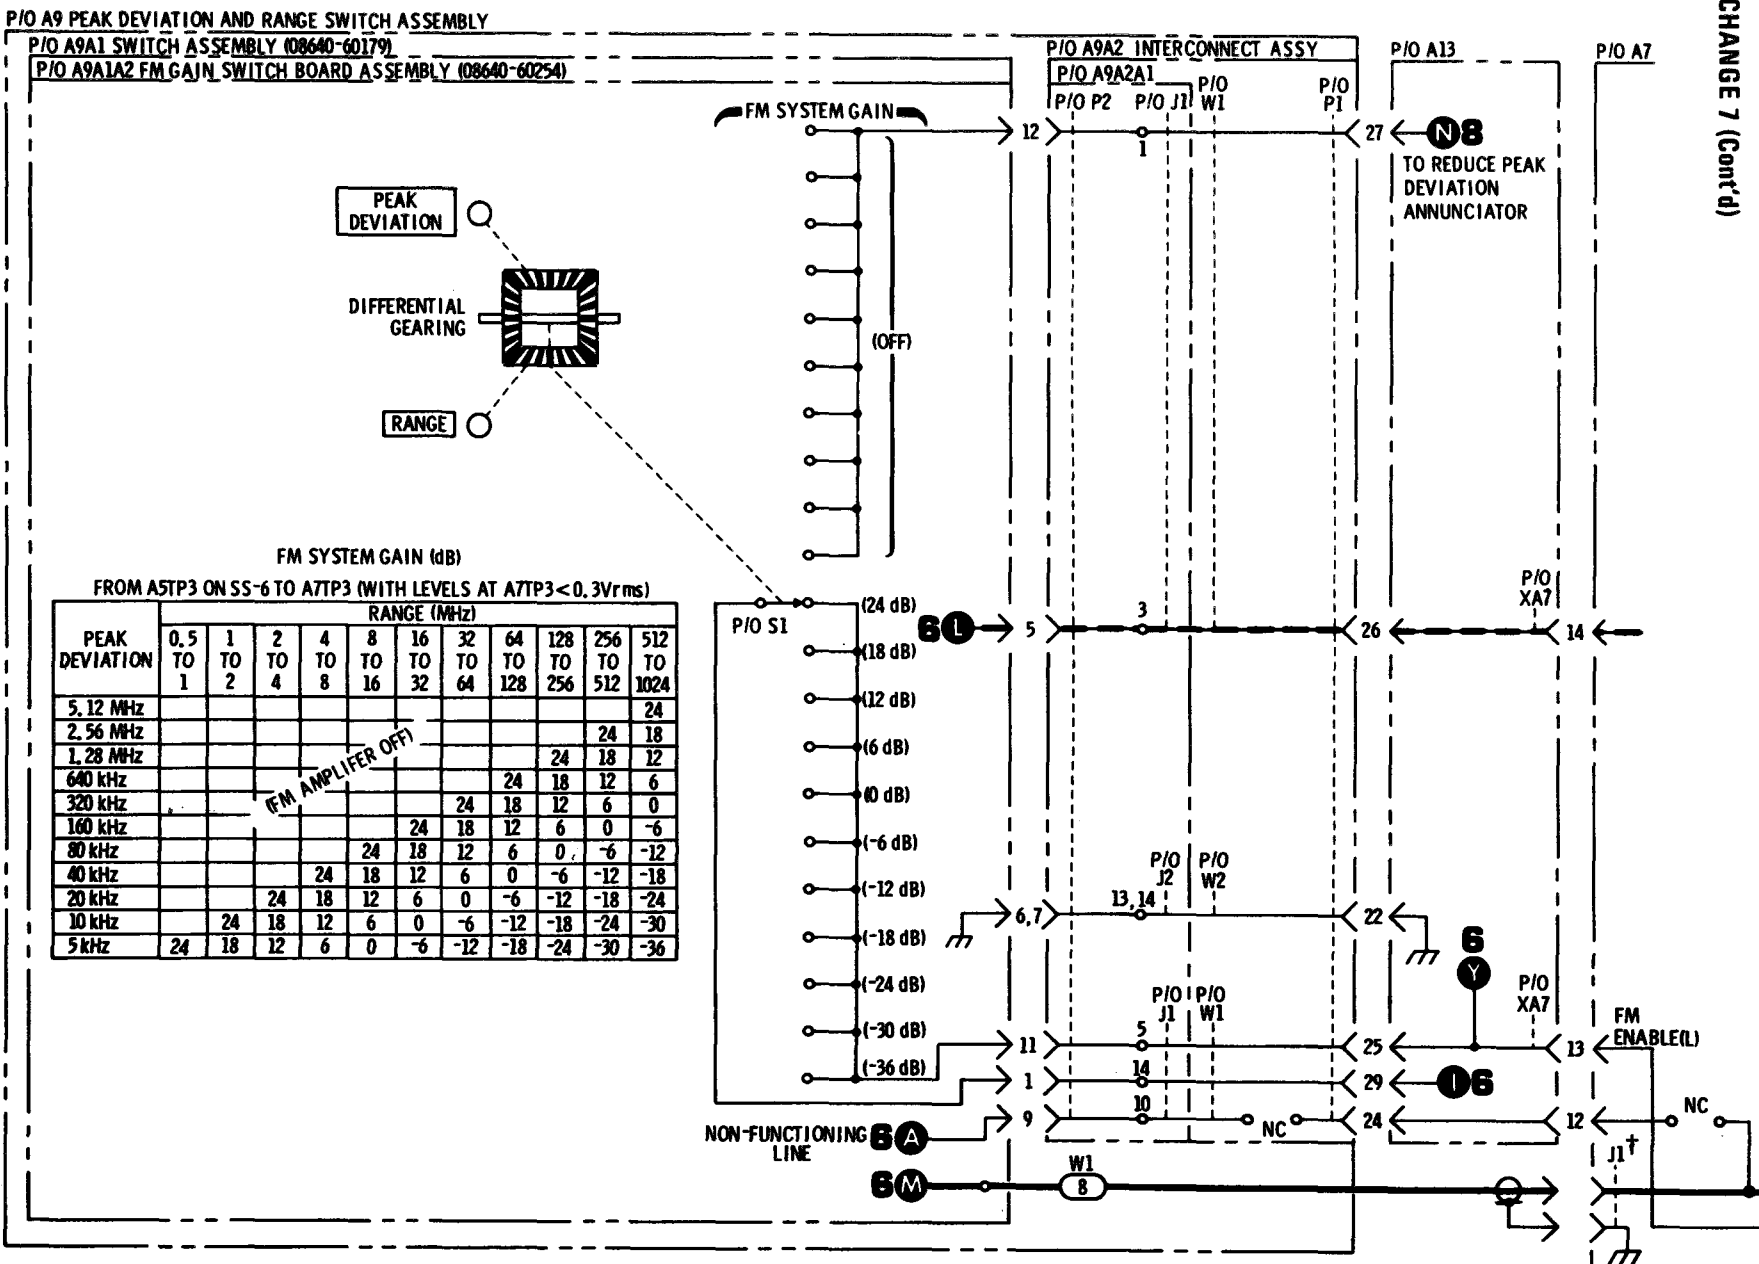 P/O A9 PEAK DEVIATION AND RANGE SWITCH ASSEMBLY
P/O A9A1 SWITCH ASSEMBLY (08640-60179)
P/O A9A1A2 FM GAIN SWITCH BOARD ASSEMBLY (08640-60254)
P/O A9A2 INTERCONNECT ASSY
P/O A9A2A1
P/O P2
P/O J1
P/O
W1
P/O
P1
P/O A13
P/O A7
CHANGE 7 (Cont'd)
FM SYSTEM GAIN
12
1
27
N 8
TO REDUCE PEAK
DEVIATION
ANNUNCIATOR
PEAK
DEVIATION
DIFFERENTIAL
GEARING
RANGE
(OFF)
P/O S1
(24 dB)
(18 dB)
(12 dB)
(6 dB)
(0 dB)
(-6 dB)
(-12 dB)
(-18 dB)
(-24 dB)
(-30 dB)
(-36 dB)
6 L
5
3
26
P/O
XA7
14
FM SYSTEM GAIN (dB)
FROM A5TP3 ON SS-6 TO A7TP3 (WITH LEVELS AT A7TP3<0.3Vrms)
RANGE (MHz)
PEAK DEVIATION 0.5 TO 1 1 TO 2 2 TO 4 4 TO 8 8 TO 16 16 TO 32 32 TO 64 64 TO 128 128 TO 256 256 TO 512 512 TO 1024
5.12 MHz 24
2.56 MHz 24 18
1.28 MHz 24 18 12
640 kHz 24 18 12 6
320 kHz 24 18 12 6 0
160 kHz 24 18 12 6 0 -6
80 kHz 24 18 12 6 0 -6 -12
40 kHz 24 18 12 6 0 -6 -12 -18
20 kHz 24 18 12 6 0 -6 -12 -18 -24
10 kHz 24 18 12 6 0 -6 -12 -18 -24 -30
5 kHz 24 18 12 6 0 -6 -12 -18 -24 -30 -36
(FM AMPLIFER OFF)
P/O
J2
P/O
W2
6,7
13,14
22
6
Y
P/O
J1
P/O
W1
P/O
XA7
FM
ENABLE(L)
11
5
25
13
1
14
29
I 6
9
10
NC
24
12
NC
NON-FUNCTIONING
LINE
6 A
6 M
W1
8
J1†